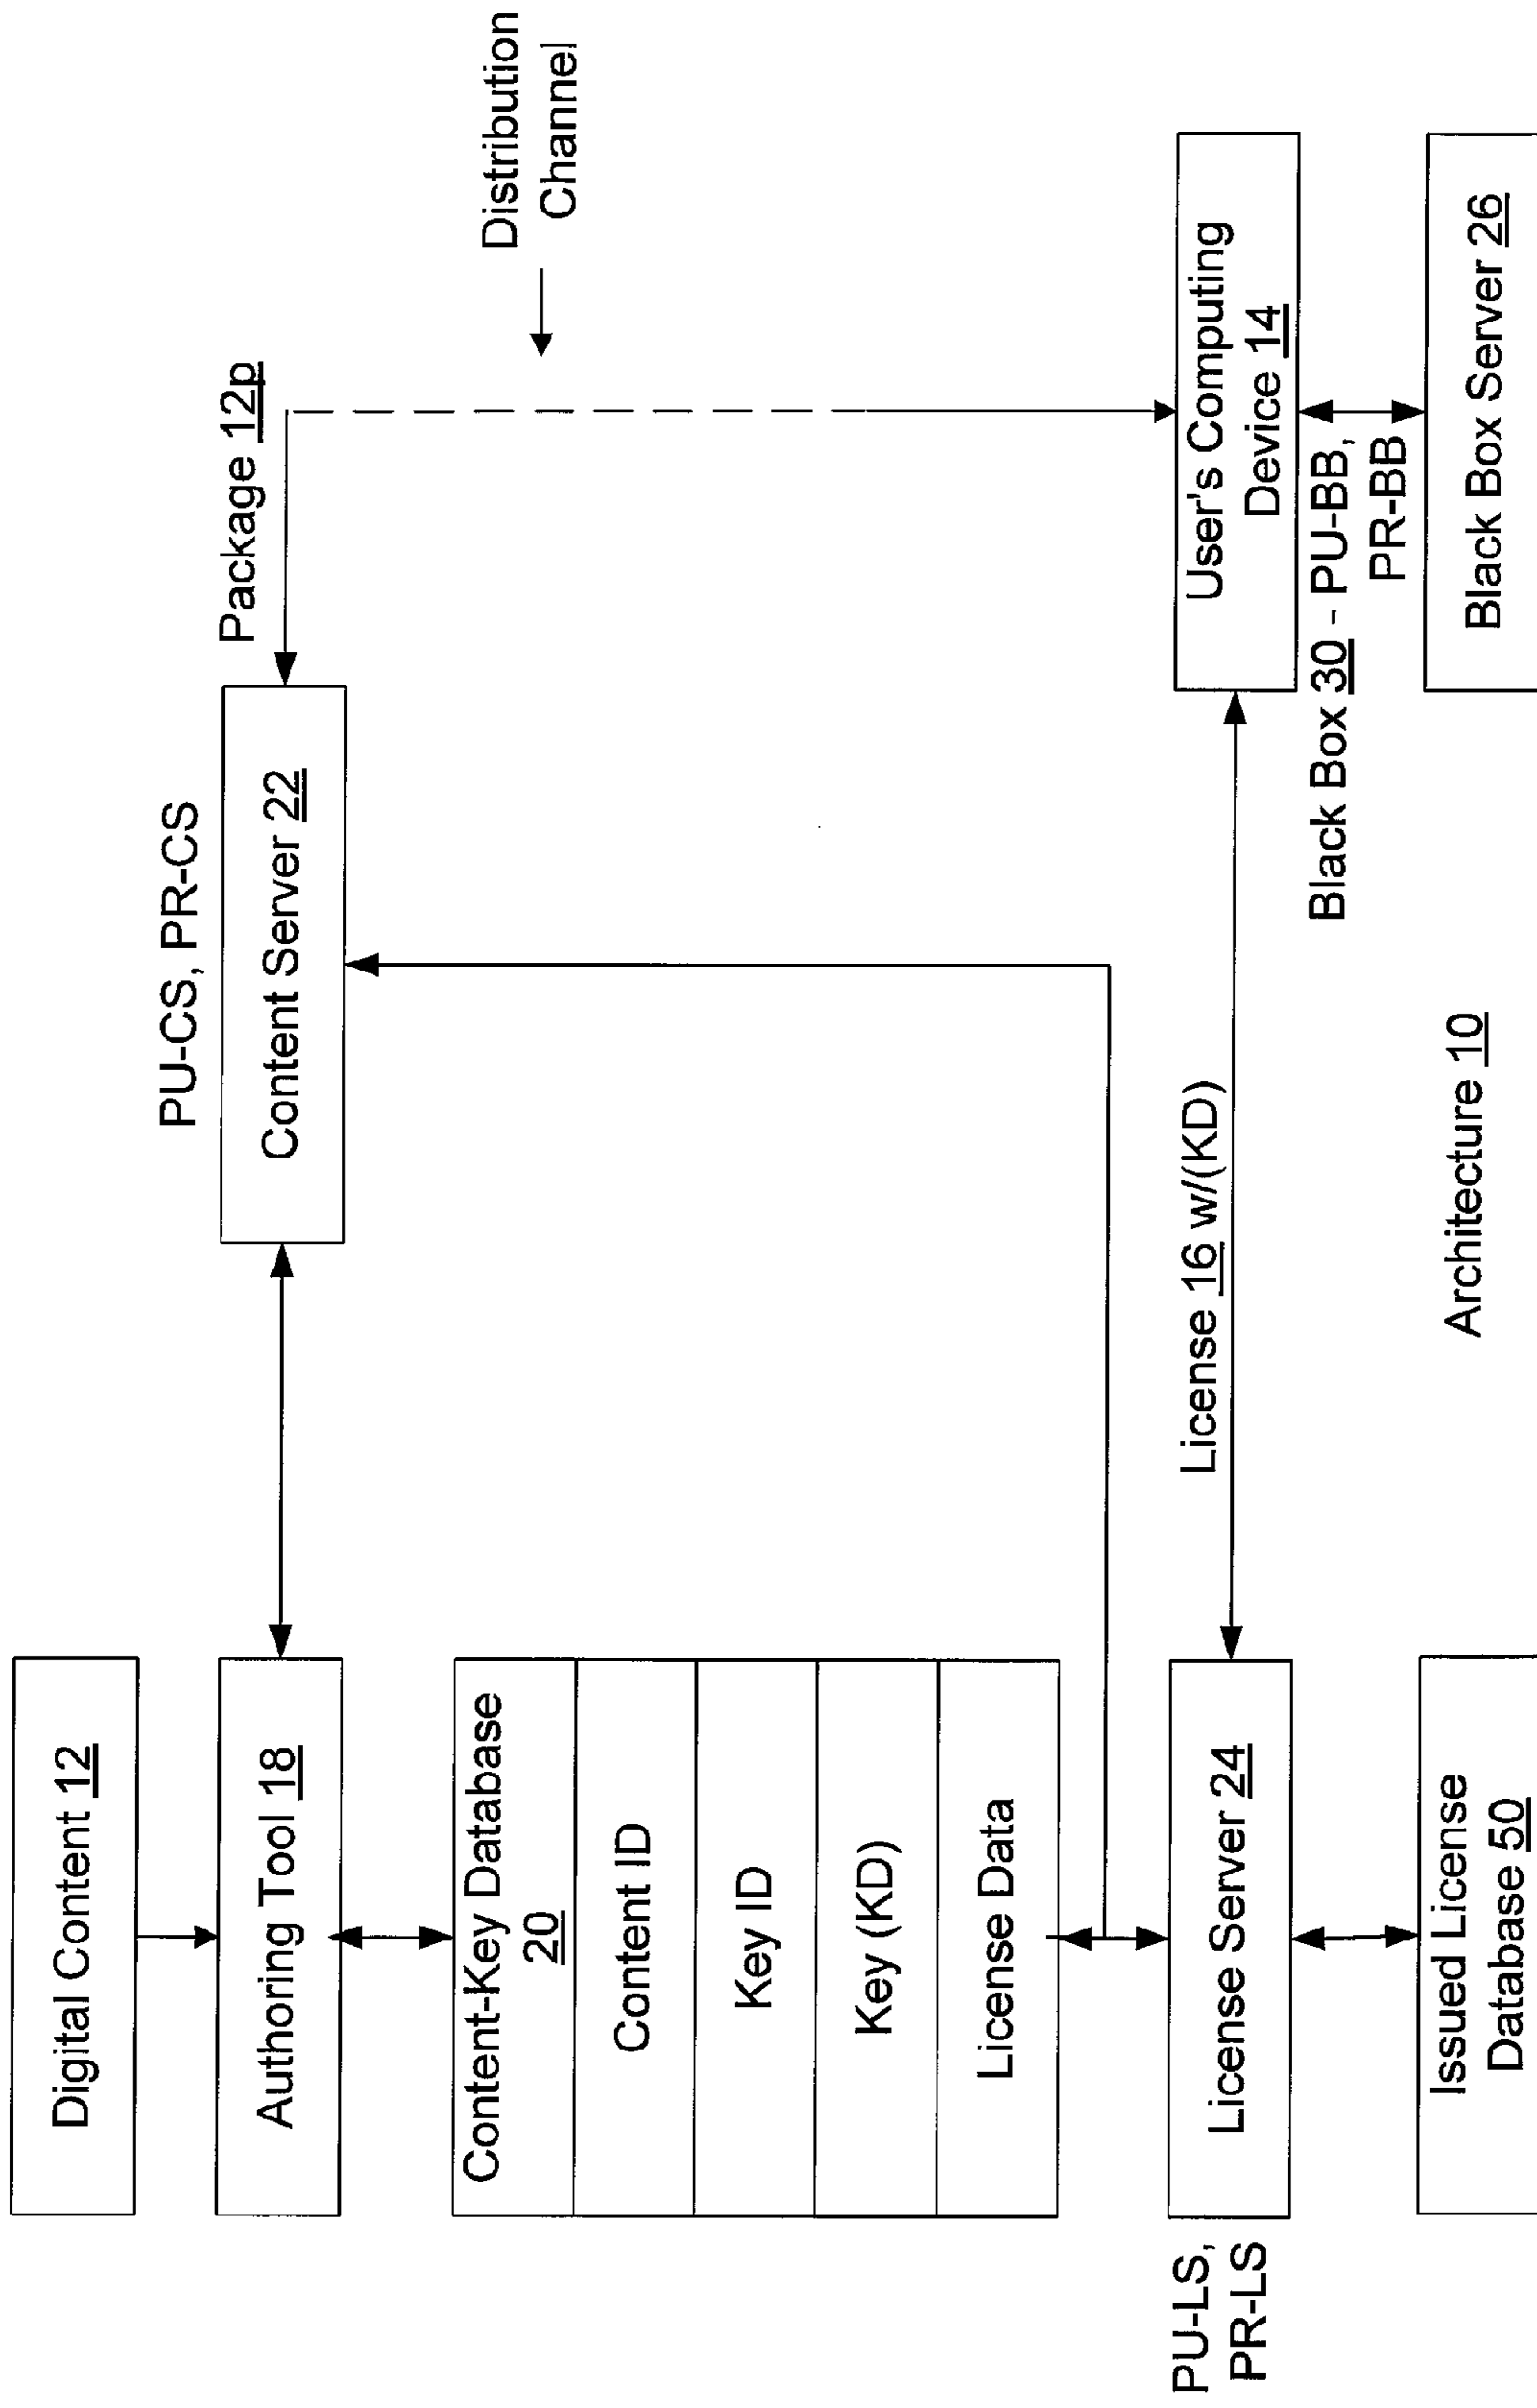 Digital Content 12
PU-CS, PR-CS
Authoring Tool 18
Content Server 22
Package 12p
Content-Key Database
20
Distribution
Channel
Content ID
Key ID
Key (KD)
License Data
PU-LS,
PR-LS
License Server 24
License 16 w/(KD)
User's Computing
Device 14
Black Box 30 - PU-BB,
PR-BB
Issued License
Database 50
Architecture 10
Black Box Server 26